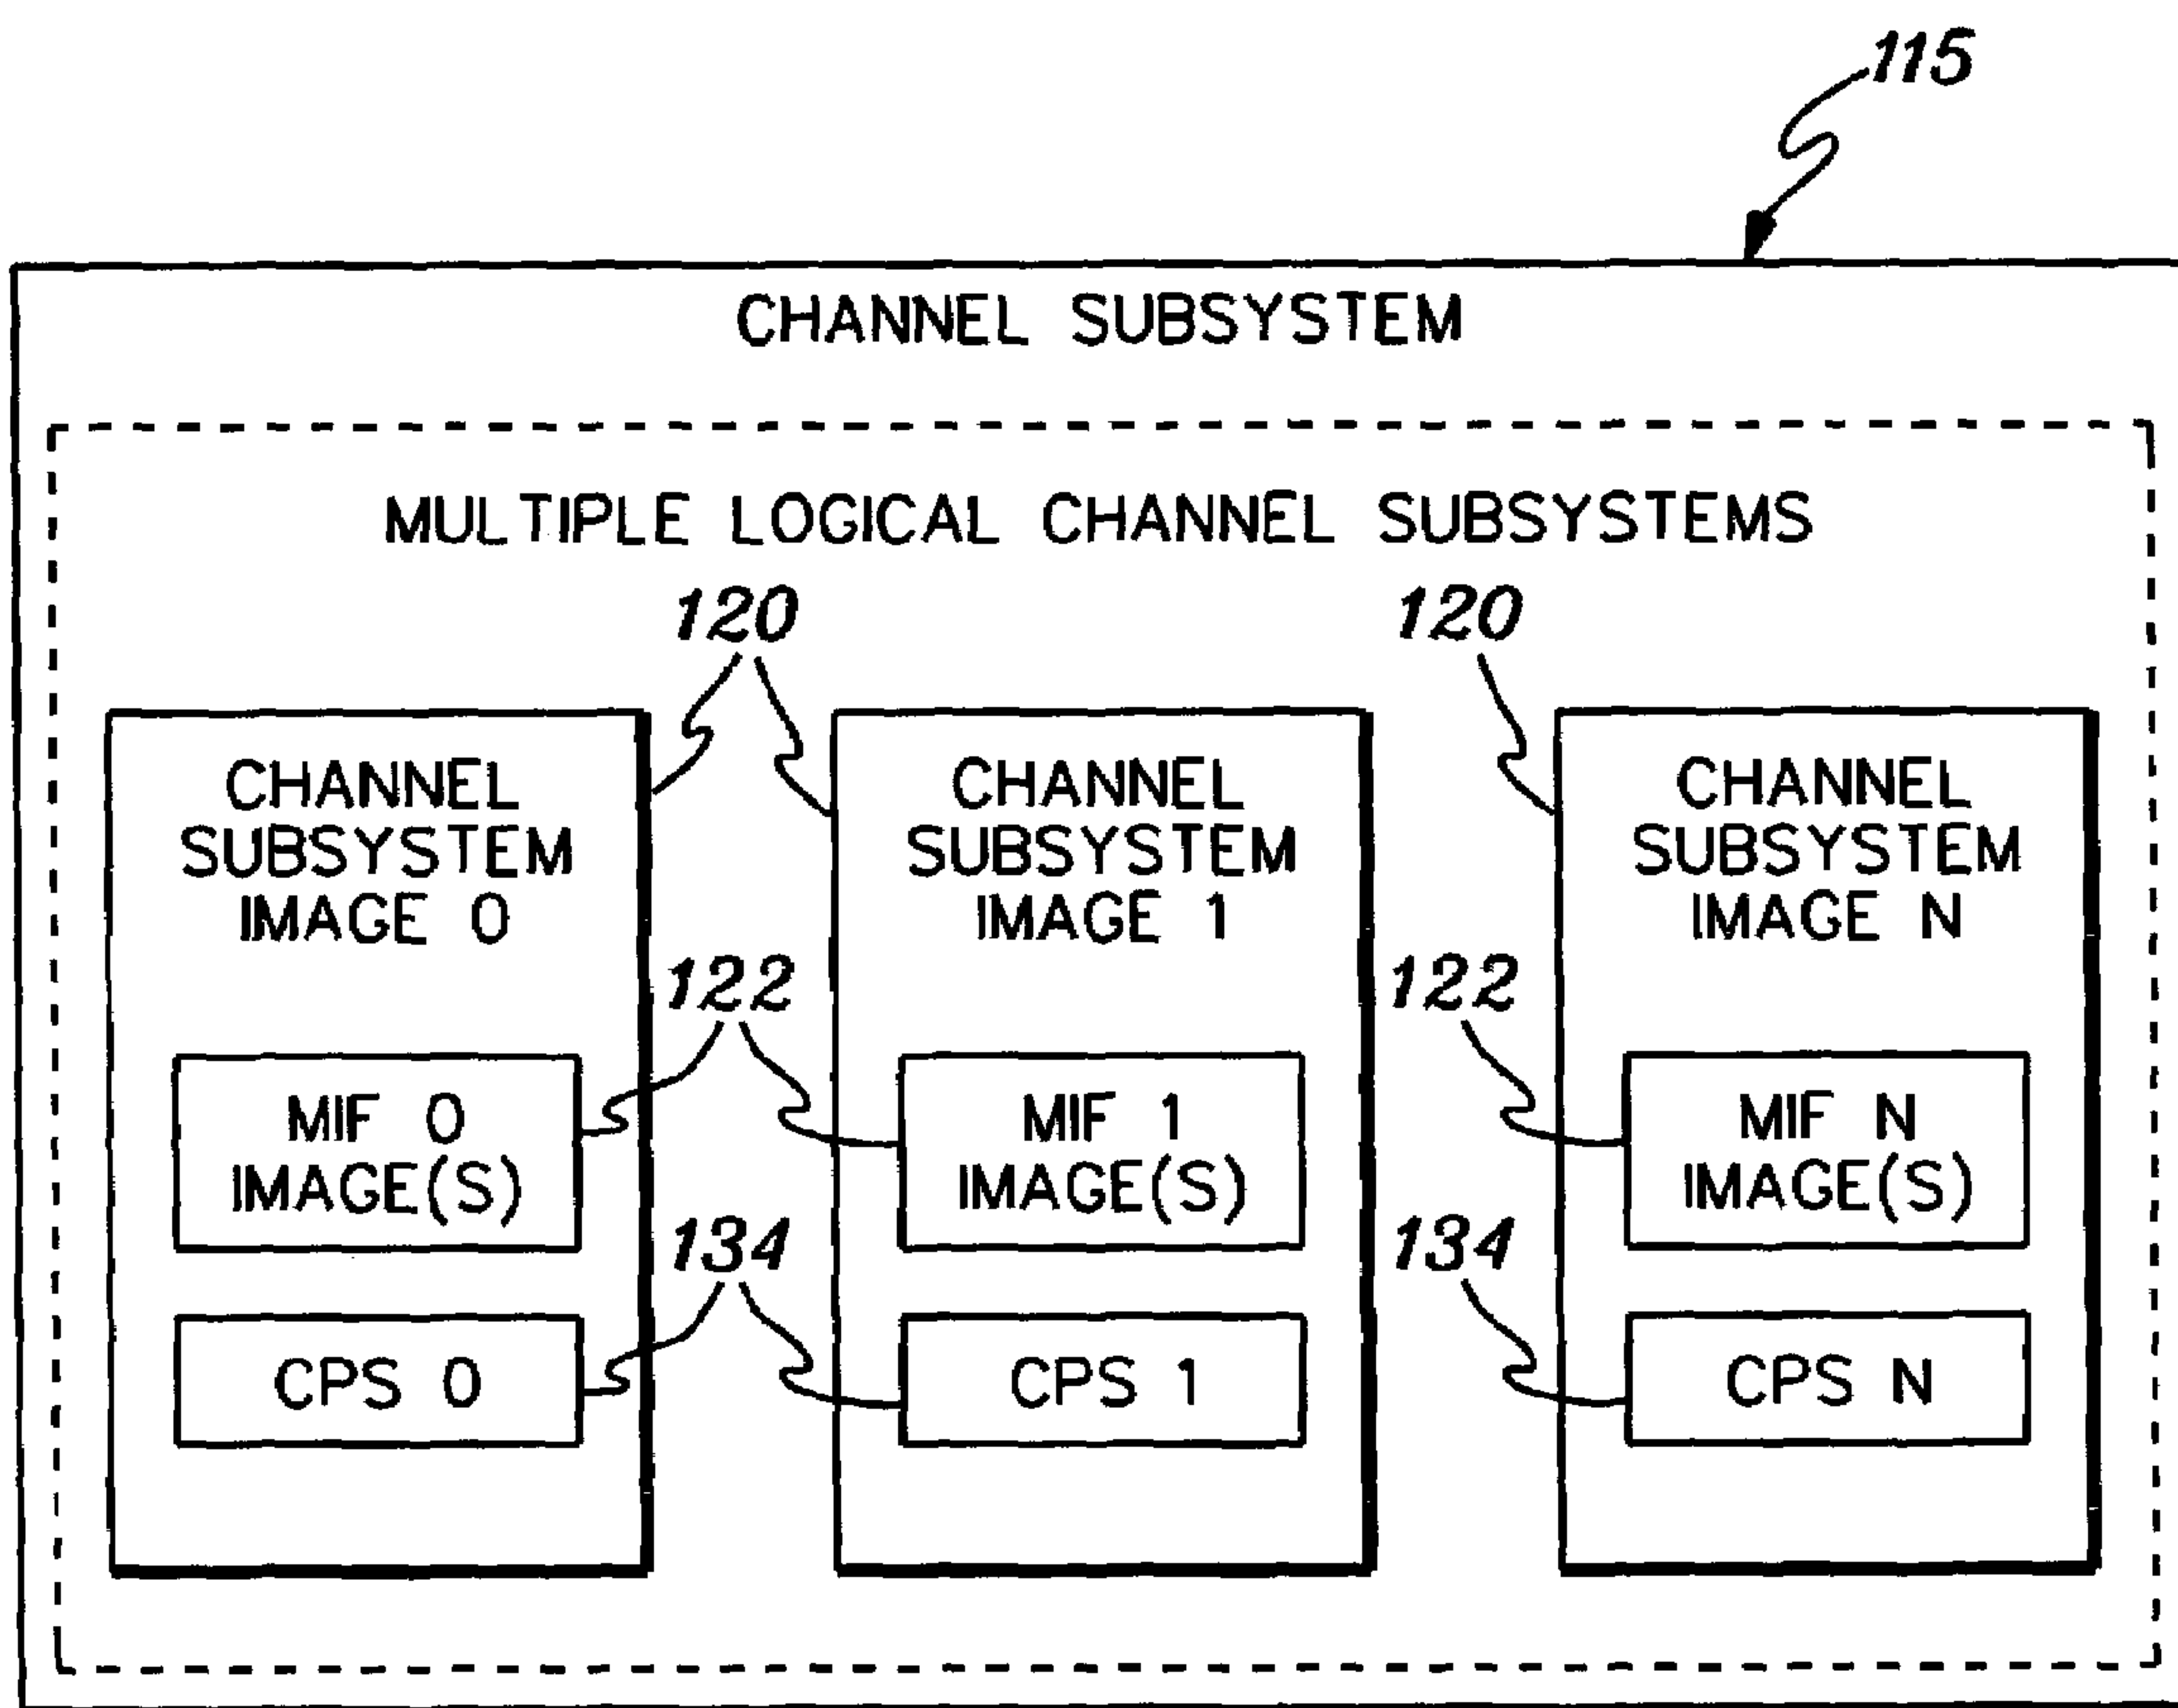 115
CHANNEL SUBSYSTEM
MULTIPLE LOGICAL CHANNEL SUBSYSTEMS
120
120
CHANNEL
SUBSYSTEM
IMAGE 0
CHANNEL
SUBSYSTEM
IMAGE 1
CHANNEL
SUBSYSTEM
IMAGE N
122
122
MIF 0
IMAGE(S)
MIF 1
IMAGE(S)
MIF N
IMAGE(S)
134
134
CPS 0
CPS 1
CPS N